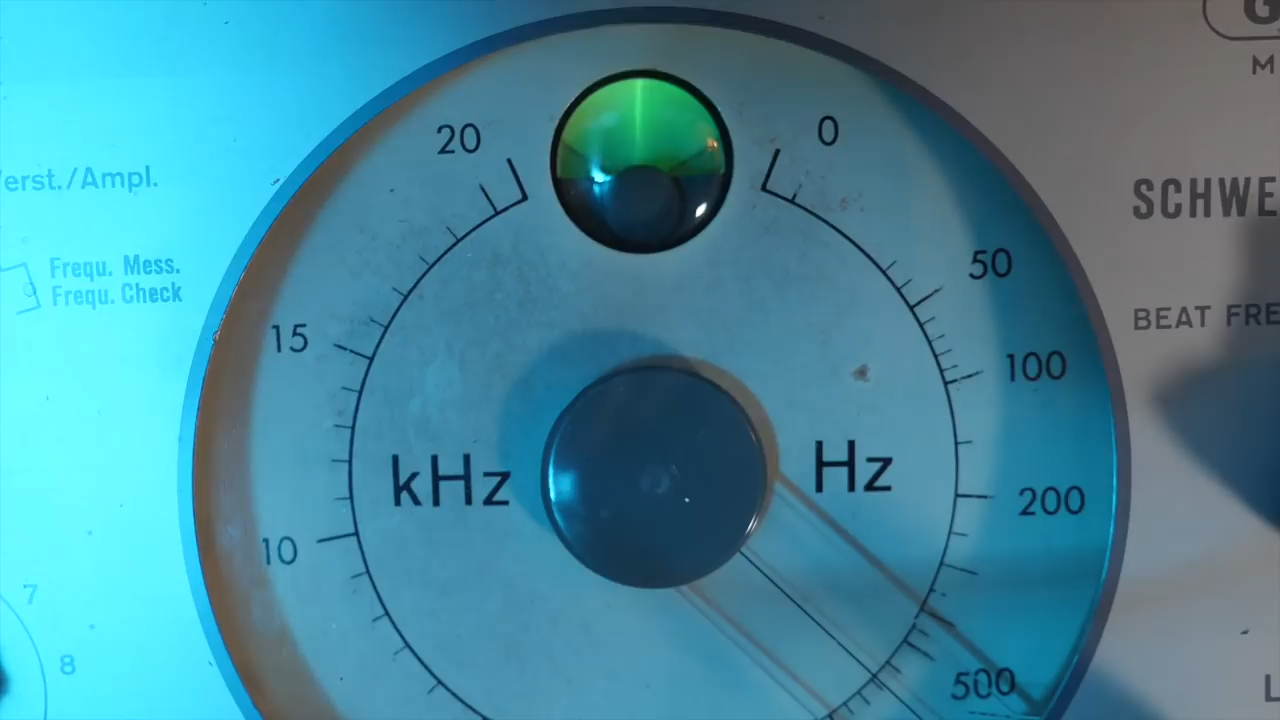 G
M
20
0
Verst./Ampl.
SCHWE
Frequ. Mess.
Frequ. Check
50
BEAT FRE
15
100
kHz
Hz
200
10
7
8
500
L